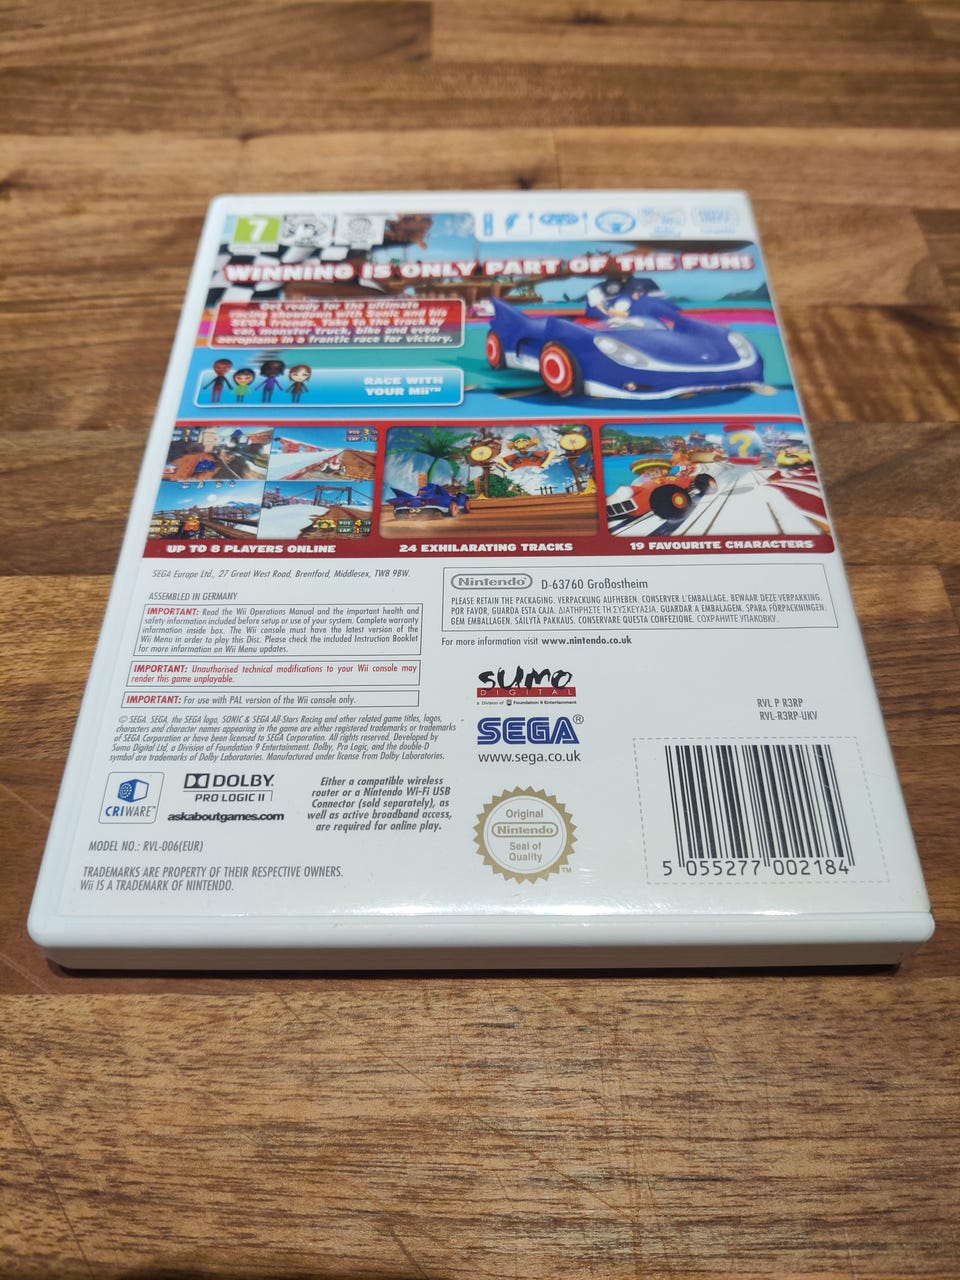 7
WINNING IS ONLY PART OF THE FUN!
Get ready for the ultimate
racing showdown with Sonic and his
SEGA friends. Take to the track by
car, monster truck, bike and even
aeroplane in a frantic race for victory.
RACE WITH
YOUR Mii™
UP TO 8 PLAYERS ONLINE
24 EXHILARATING TRACKS
19 FAVOURITE CHARACTERS
SEGA Europe Ltd., 27 Great West Road, Brentford, Middlesex, TW8 9BW.
ASSEMBLED IN GERMANY
IMPORTANT: Read the Wii Operations Manual and the important health and
safety information included before setup or use of your system. Complete warranty
information inside box. The Wii console must have the latest version of the
Wii Menu in order to play this Disc. Please check the included Instruction Booklet
for more information on Wii Menu updates.
IMPORTANT: Unauthorised technical modifications to your Wii console may
render this game unplayable.
IMPORTANT: For use with PAL version of the Wii console only.
© SEGA. SEGA, the SEGA logo, SONIC & SEGA All-Stars Racing and other related game titles, logos,
characters and character names appearing in the game are either registered trademarks or trademarks
of SEGA Corporation or have been licensed to SEGA Corporation. All rights reserved. Developed by
Sumo Digital Ltd, a Division of Foundation 9 Entertainment. Dolby, Pro Logic, and the double-D
symbol are trademarks of Dolby Laboratories. Manufactured under license from Dolby Laboratories.
CRIWARE™
DOLBY
PRO LOGIC II
askaboutgames.com
Either a compatible wireless
router or a Nintendo Wi-Fi USB
Connector (sold separately), as
well as active broadband access,
are required for online play.
MODEL NO.: RVL-006(EUR)
TRADEMARKS ARE PROPERTY OF THEIR RESPECTIVE OWNERS.
Wii IS A TRADEMARK OF NINTENDO.
Nintendo® D-63760 Großostheim
PLEASE RETAIN THE PACKAGING. VERPACKUNG AUFHEBEN. CONSERVER L'EMBALLAGE. BEWAAR DEZE VERPAKKING.
POR FAVOR, GUARDA ESTA CAJA. ΔΙΑΤΗΡΗΣΤΕ ΤΗ ΣΥΣΚΕΥΑΣΙΑ. GUARDAR A EMBALAGEM. SPARA FÖRPACKNINGEN.
GEM EMBALLAGEN. SÄILYTÄ PAKKAUS. CONSERVARE QUESTA CONFEZIONE. СОХРАНИТЕ УПАКОВКУ.
For more information visit www.nintendo.co.uk
SUMO
DIGITAL
a Division of Foundation 9 Entertainment
SEGA®
www.sega.co.uk
Original
Nintendo
Seal of
Quality
TM
RVL P R3RP
RVL-R3RP-UKV
5 055277 002184